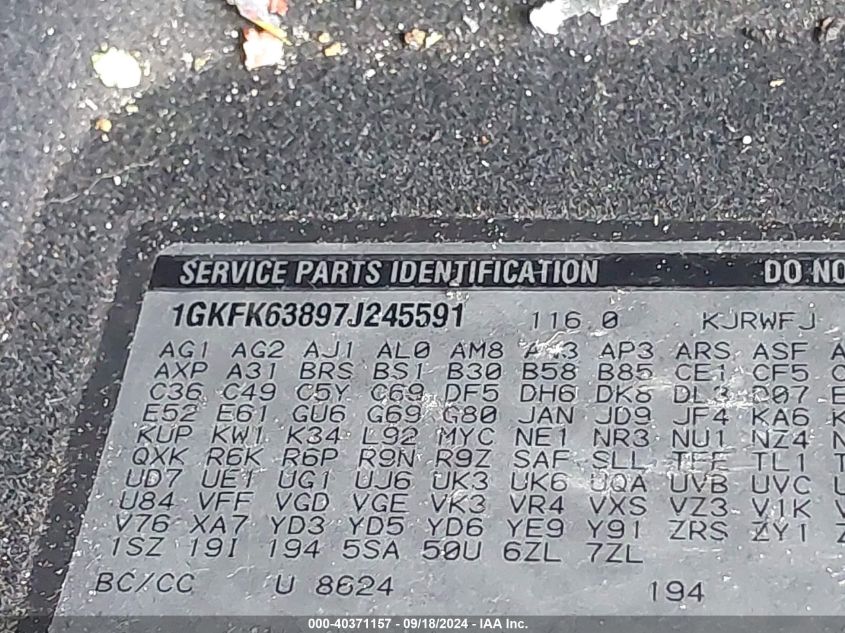 SERVICE PARTS IDENTIFICATION DO NO
1GKFK63897J245591 116.0 KJRWFJ
AG1 AG2 AJ1 AL0 AM8 AP3 ARS ASF A
AXP A31 BRS BS1 B30 B58 B85 CE1 CF5 C
C36 C49 C5Y C69 DF5 DH6 DK8 DL3 D07 E
E52 E61 GU6 G69 G80 JAN JD9 JF4 KA6 K
KUP KW1 K34 L92 MYC NE1 NR3 NU1 NZ4 N
QXK R6K R6P R9N R9Z SAF SLL TFE TL1 T
UD7 UE1 UG1 UJ6 UK3 UK6 UQA UVB UVC U
U84 VFF VGD VGE VK3 VR4 VXS VZ3 V1K V
V76 XA7 YD3 YD5 YD6 YE9 Y91 ZRS ZY1 Z
1SZ 19I 194 5SA 50U 6ZL 7ZL
BC/CC U 8624 194
000-40371157 - 09/18/2024 - IAA Inc.